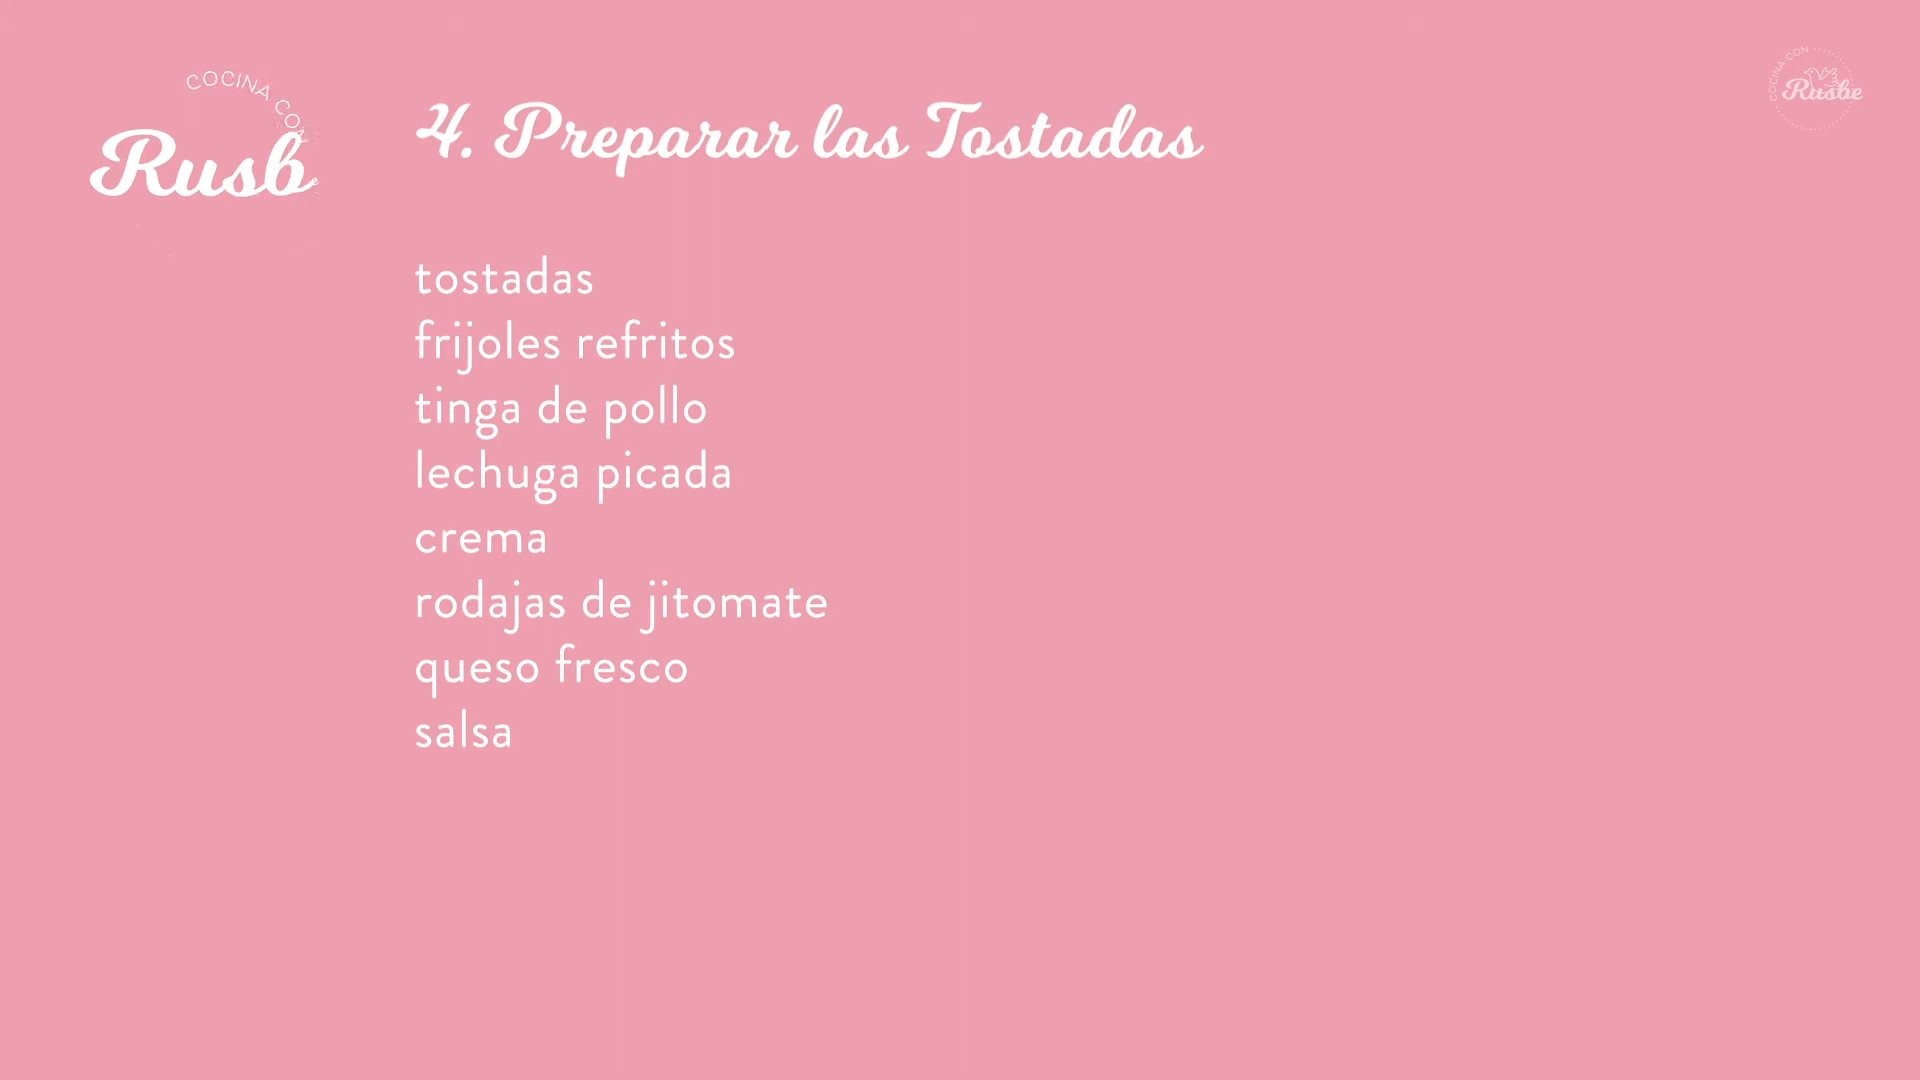 COCINA CON
Rusb
4. Preparar las Tostadas
COCINA CON
Rusbe
tostadas
frijoles refritos
tinga de pollo
lechuga picada
crema
rodajas de jitomate
queso fresco
salsa